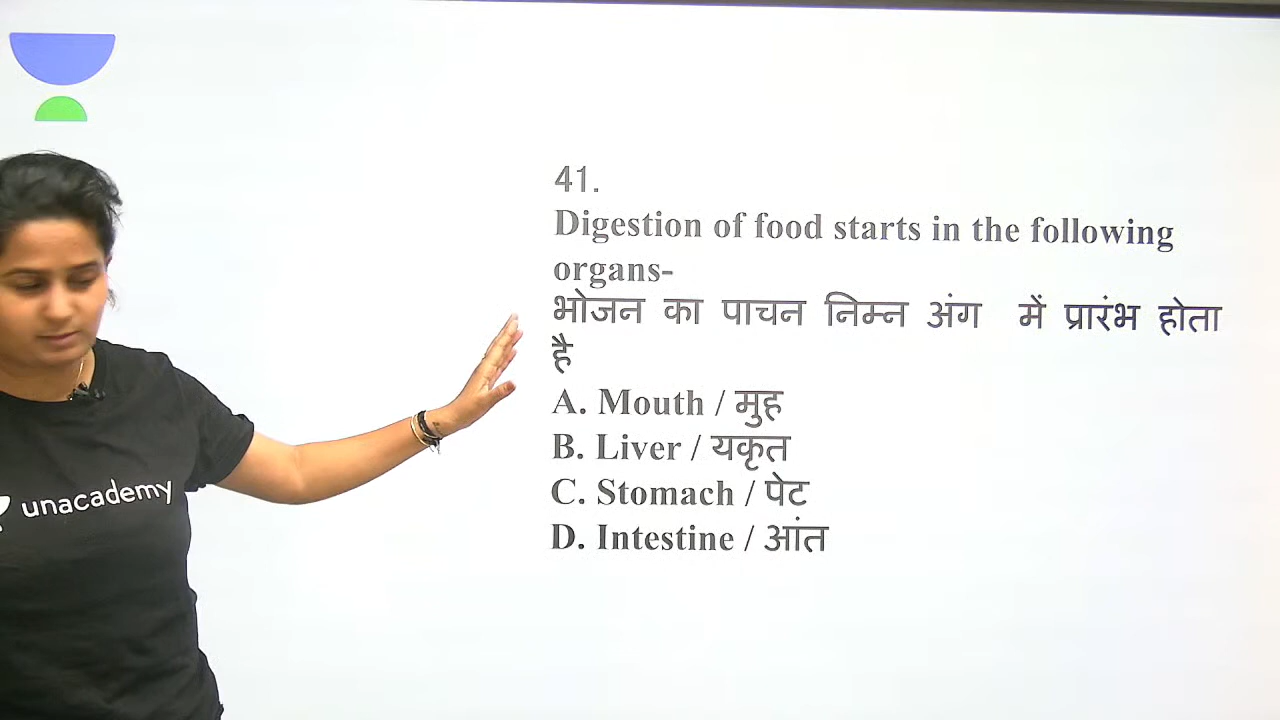 41.
Digestion of food starts in the following
organs-
भोजन का पाचन निम्न अंग में प्रारंभ होता
है
A. Mouth / मुह
B. Liver / यकृत
C. Stomach / पेट
D. Intestine / आंत
unacademy